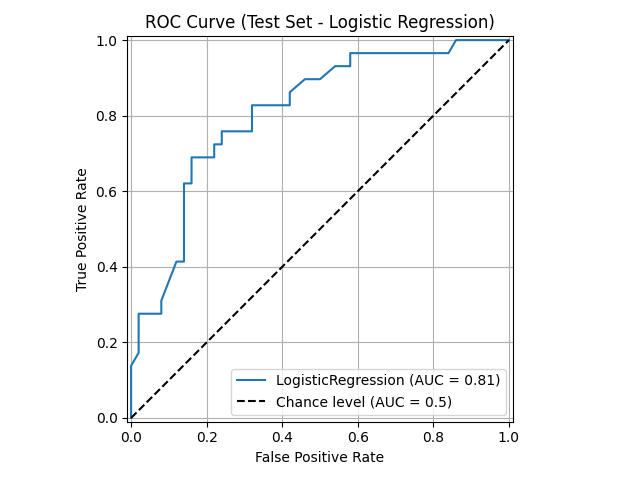 ROC Curve (Test Set - Logistic Regression)
1.0
0.8
0.6
0.4
0.2
0.0
True Positive Rate
LogisticRegression (AUC = 0.81)
Chance level (AUC = 0.5)
0.0 0.2 0.4 0.6 0.8 1.0
False Positive Rate